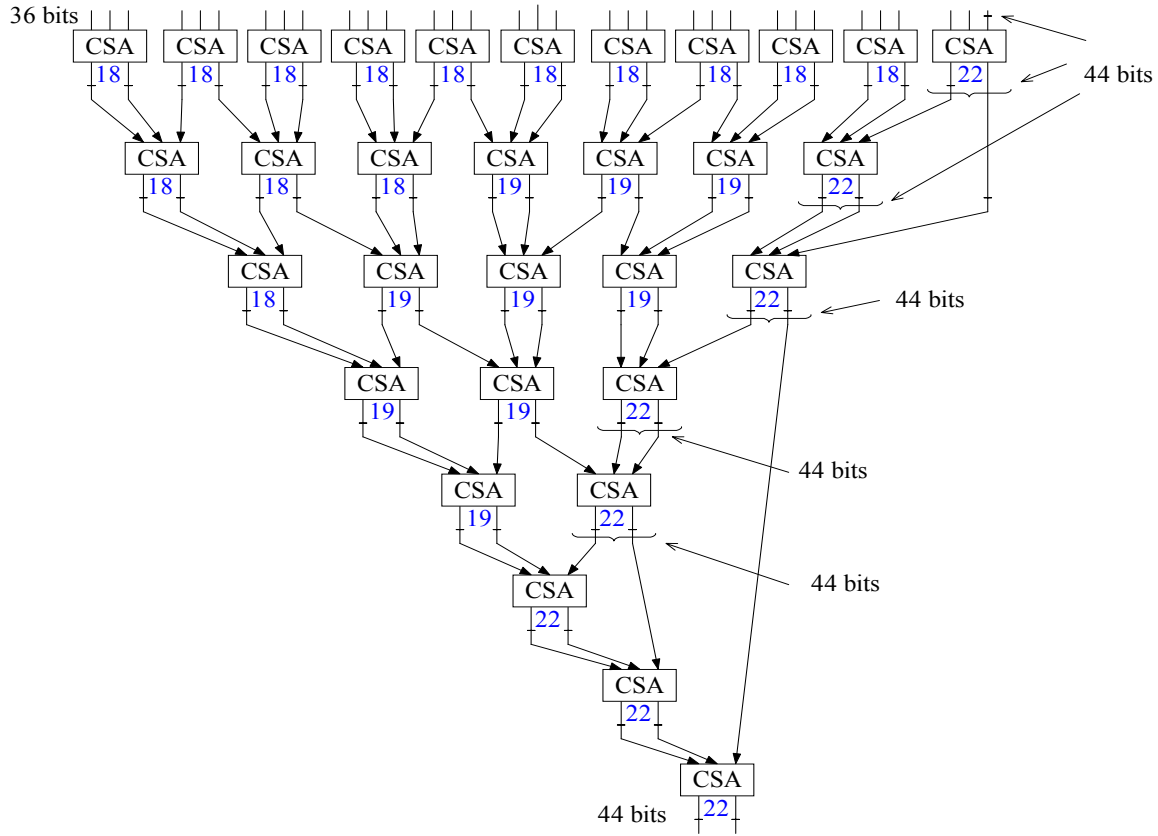 36 bits
CSA CSA CSA CSA CSA CSA CSA CSA CSA CSA CSA
18 18 18 18 18 18 18 18 18 18 22
44 bits
CSA CSA CSA CSA CSA CSA CSA
18 18 18 19 19 19 22
CSA CSA CSA CSA CSA
18 19 19 19 22
44 bits
CSA CSA CSA
19 19 22
44 bits
CSA CSA
19 22
44 bits
CSA
22
CSA
22
CSA
44 bits 22